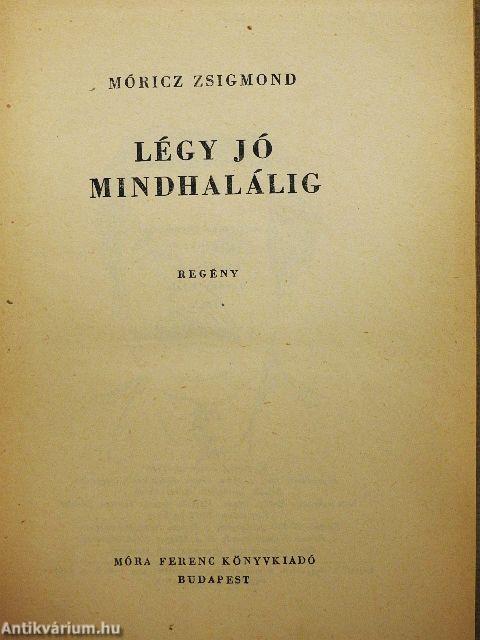 MÓRICZ ZSIGMOND
LÉGY JÓ
MINDHALÁLIG
REGÉNY
MÓRA FERENC KÖNYVKIADÓ
BUDAPEST
Antikvárium.hu